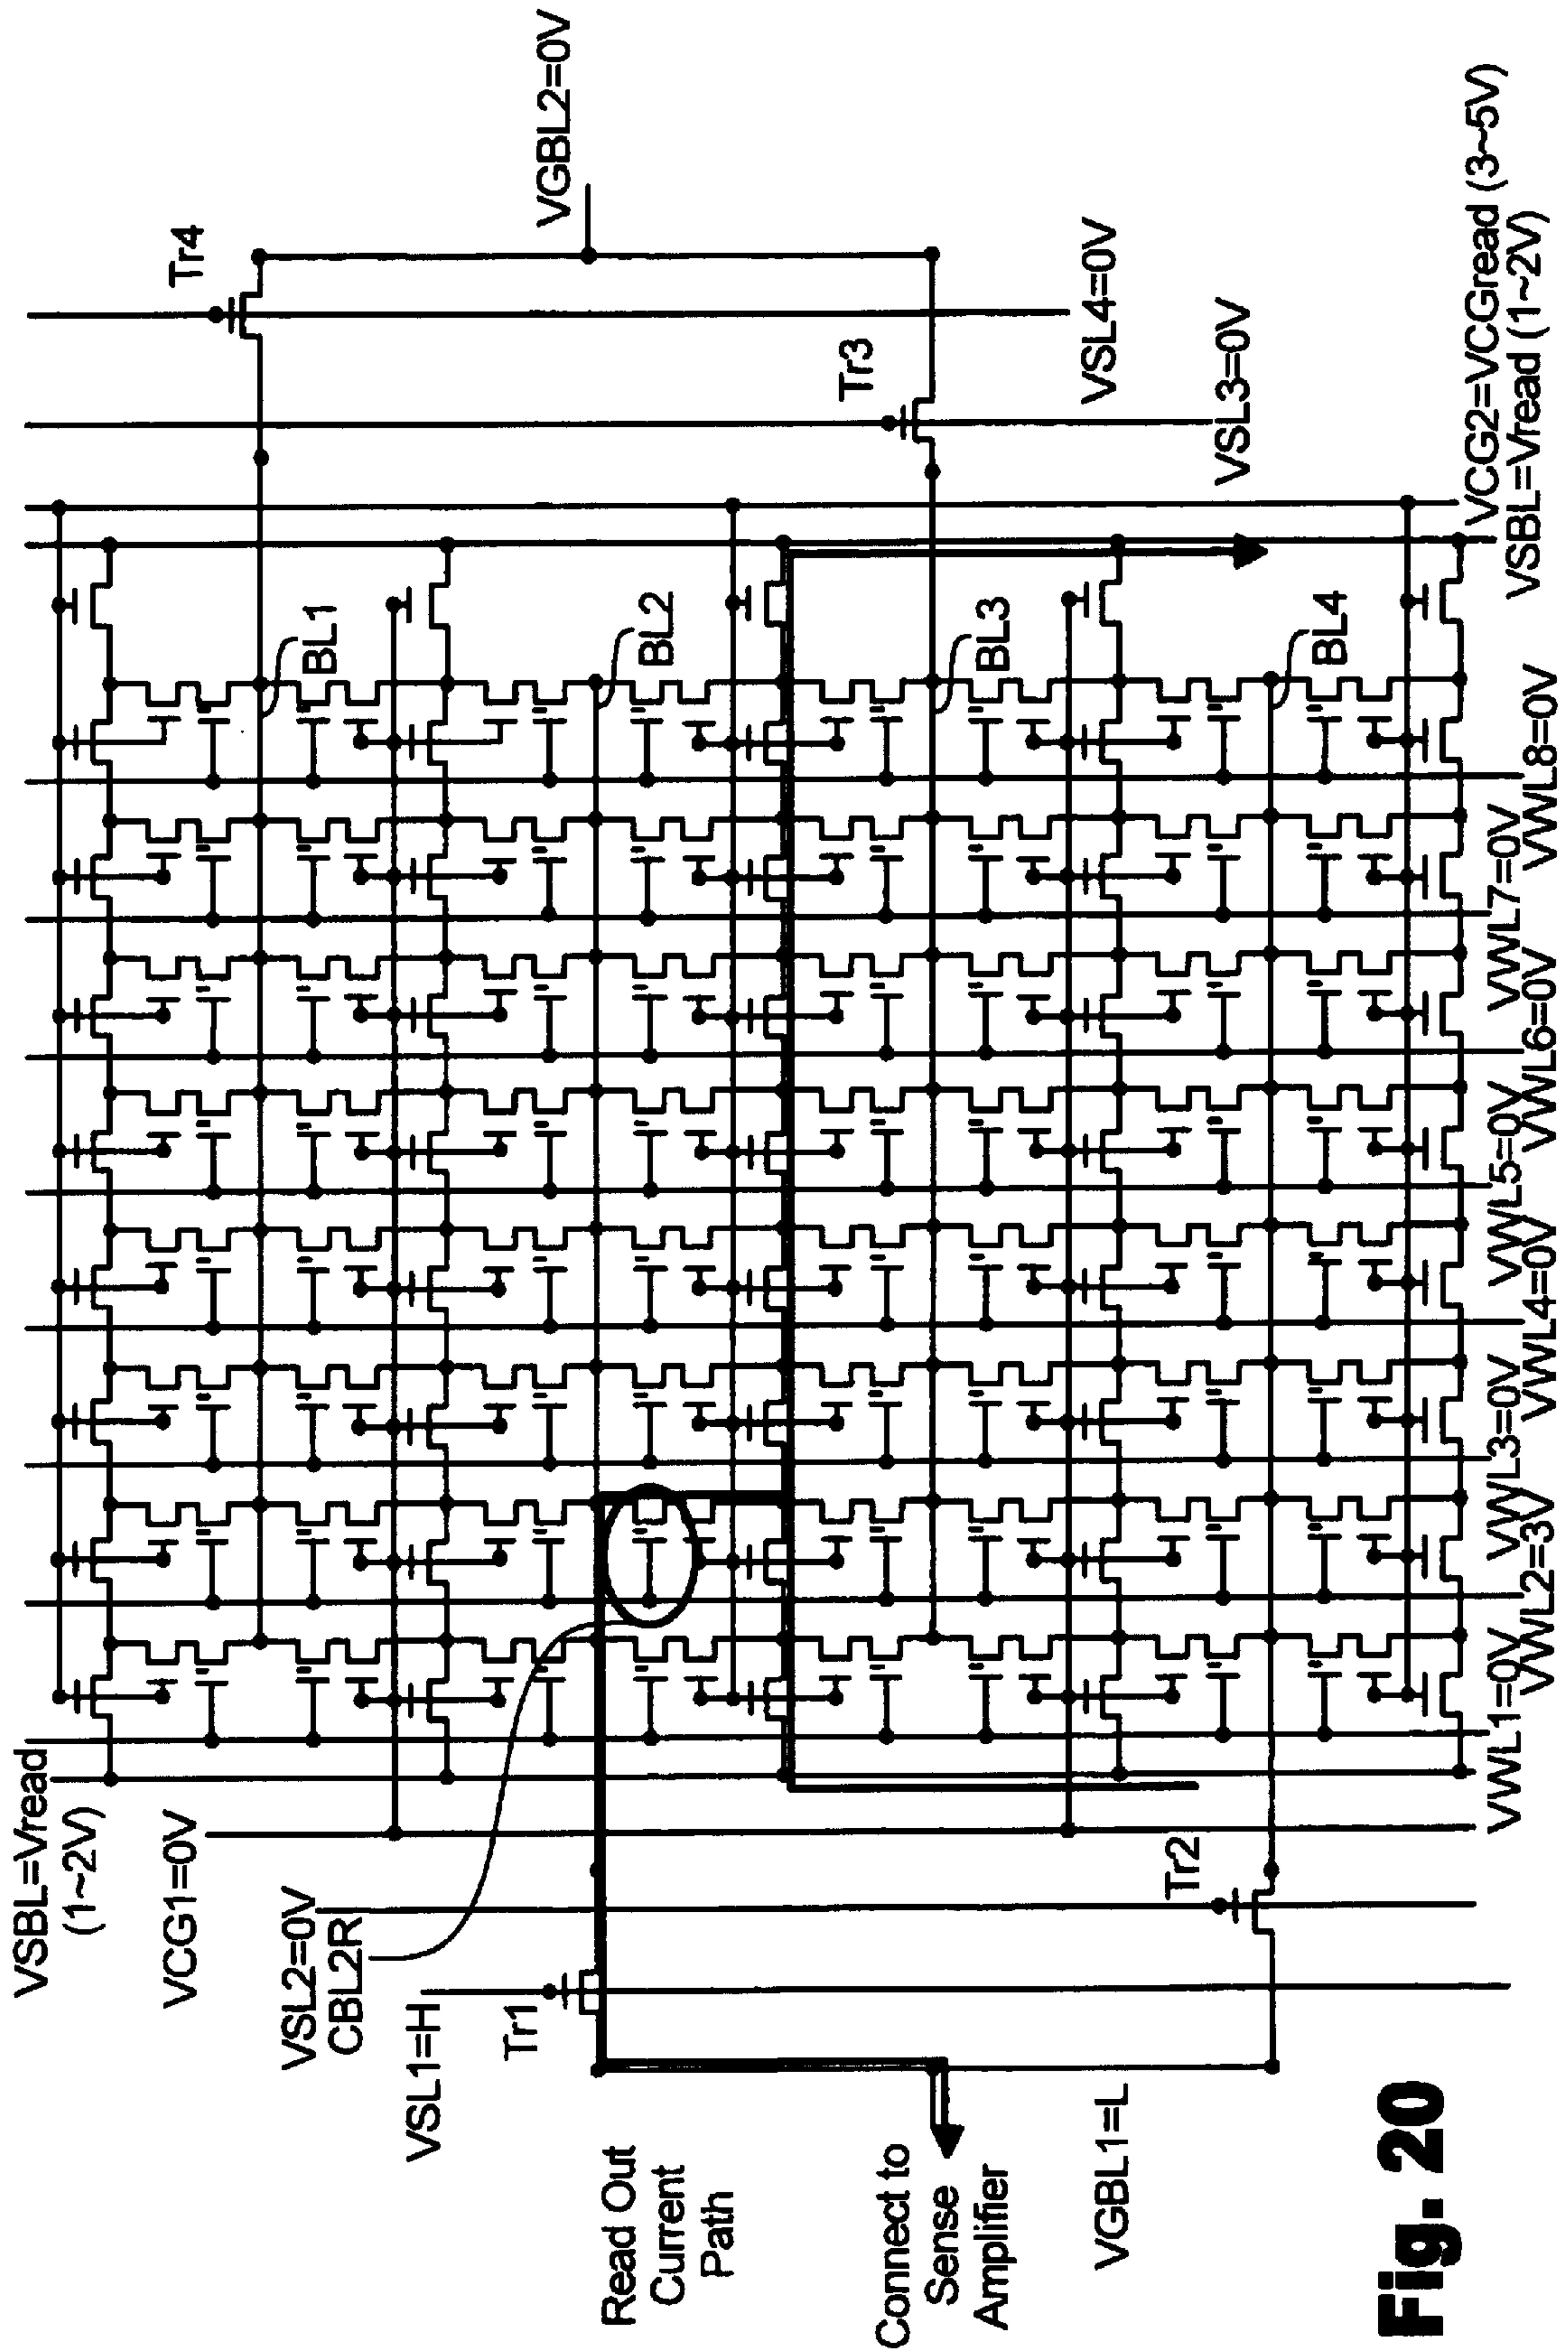 VSBL=Vread
(1~2V)
VCG1=0V
VSL2=0V
CBL2R
VSL1=H
Tr1
Read Out
Current
Path
Connect to
Sense
Amplifier
VGBL1=L
Tr2
BL1
BL2
BL3
BL4
Tr4
VGBL2=0V
Tr3
VSL4=0V
VSL3=0V
VCG2=VCGread (3~5V)
VSBL=Vread (1~2V)
VWL1=0V
VWL2=3V
VWL3=0V
VWL4=0V
VWL5=0V
VWL6=0V
VWL7=0V
VWL8=0V
Fig. 20